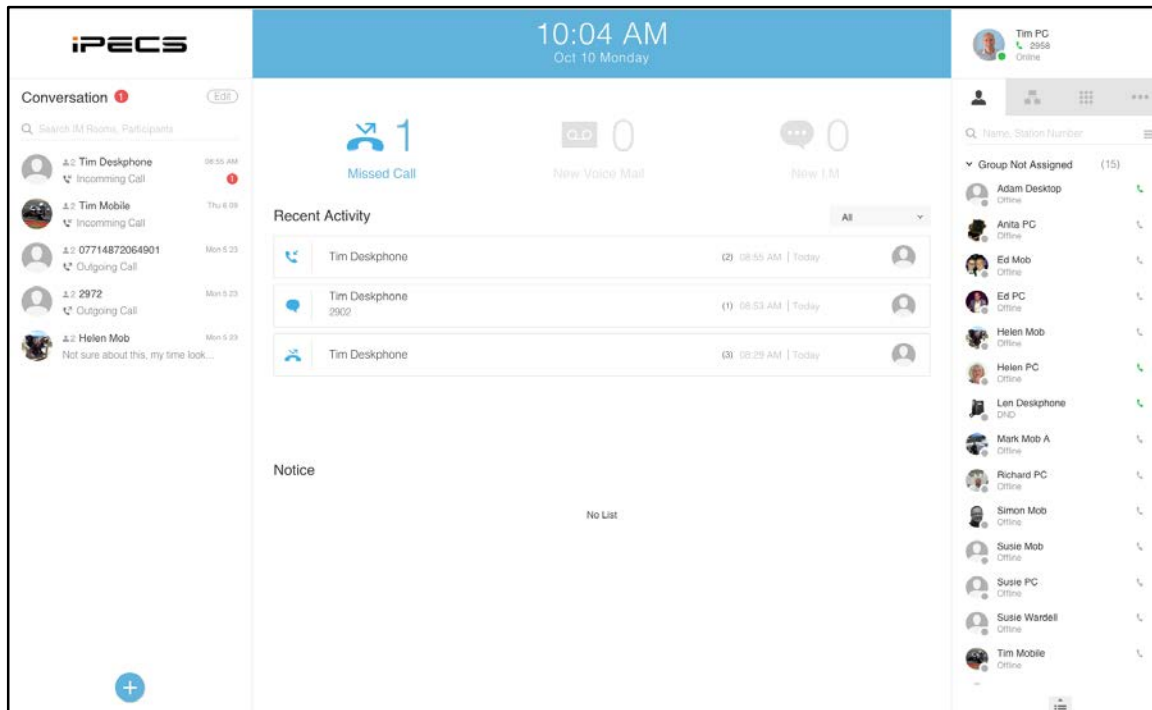 iPECS
Conversation 1 Edit
Search IM Rooms, Participants
2 Tim Deskphone 08:55 AM
Incomming Call 1
2 Tim Mobile Thu 6 09
Incomming Call
2 07714872064901 Mon 5 23
Outgoing Call
2 2972 Mon 5 23
Outgoing Call
2 Helen Mob Mon 5 23
Not sure about this, my time look...
+
10:04 AM
Oct 10 Monday
1
Missed Call
0
New Voice Mail
0
New I.M
Recent Activity All
Tim Deskphone (2) 08:55 AM | Today
Tim Deskphone (1) 08:53 AM | Today
2902
Tim Deskphone (3) 08:29 AM | Today
Notice
No List
Tim PC
2958
Online
Name, Station Number
Group Not Assigned (15)
Adam Desktop
Offline
Anita PC
Offline
Ed Mob
Offline
Ed PC
Offline
Helen Mob
Offline
Helen PC
Offline
Len Deskphone
DND
Mark Mob A
Offline
Richard PC
Offline
Simon Mob
Offline
Susie Mob
Offline
Susie PC
Offline
Susie Wardell
Offline
Tim Mobile
Offline